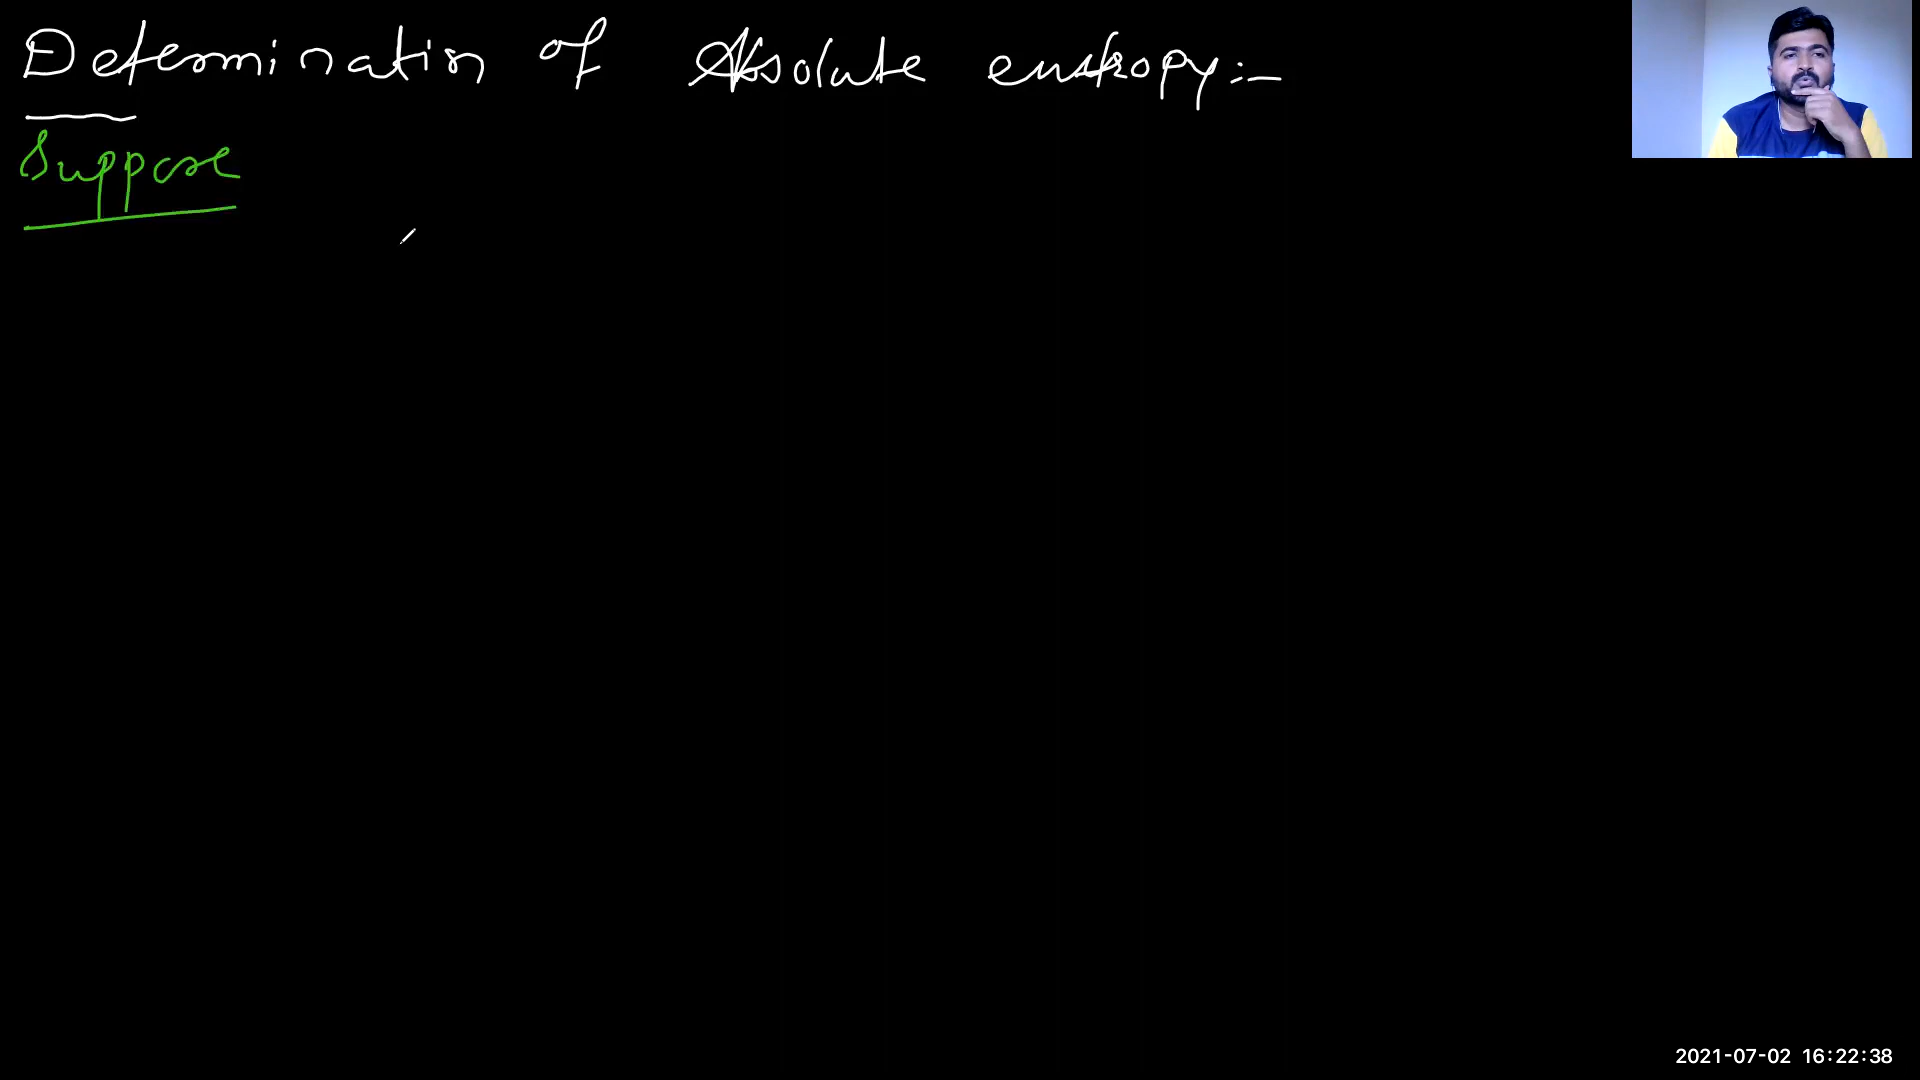 Determination of Absolute entropy:-
Suppose
2021-07-02 16:22:38